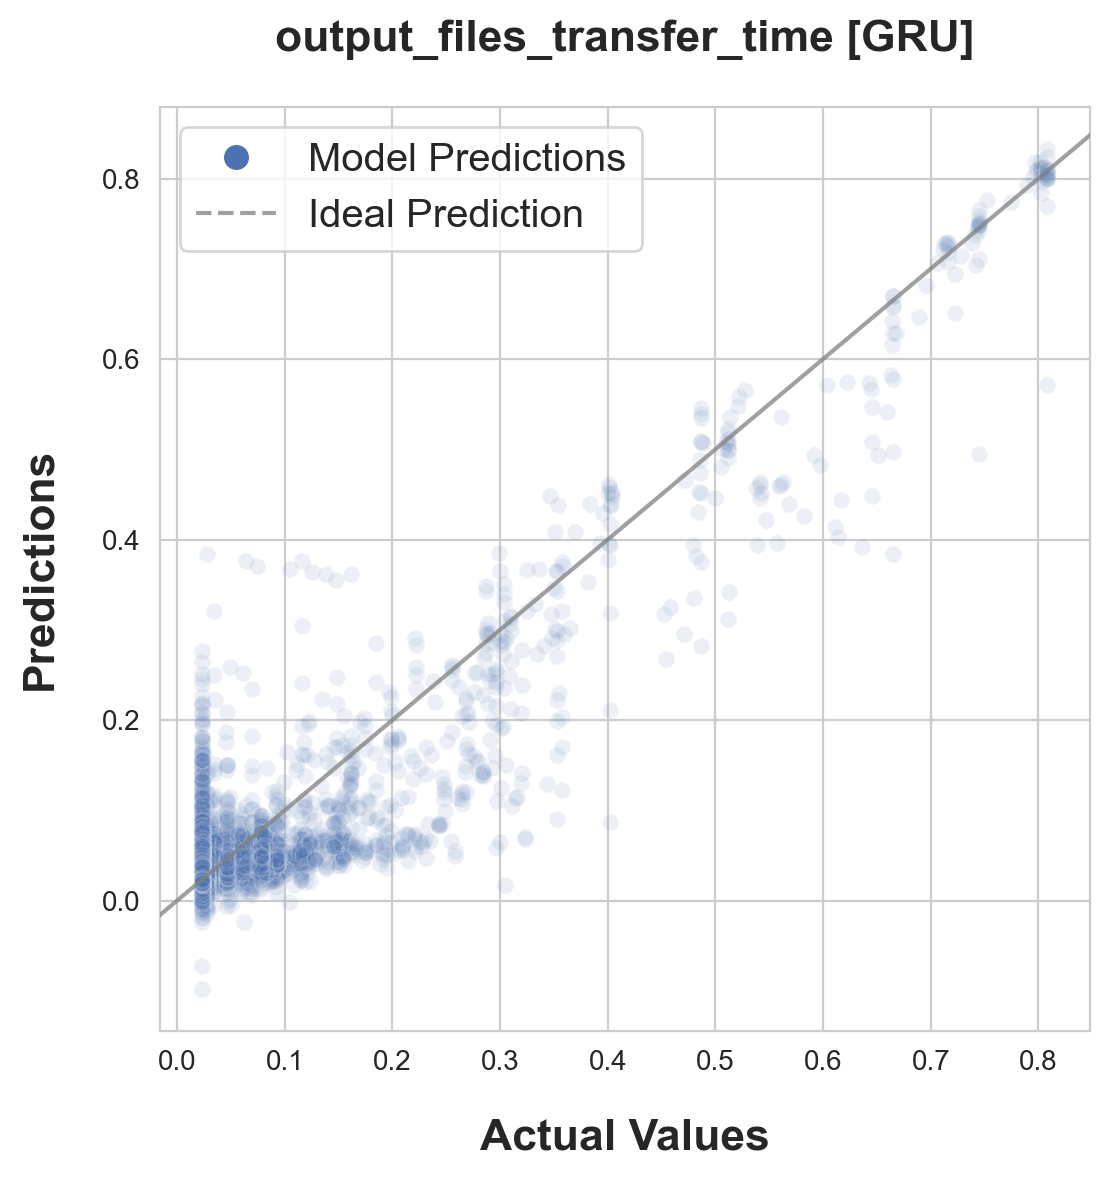 output_files_transfer_time [GRU]
Model Predictions
Ideal Prediction
0.8
0.6
0.4
0.2
0.0
Predictions
0.0 0.1 0.2 0.3 0.4 0.5 0.6 0.7 0.8
Actual Values